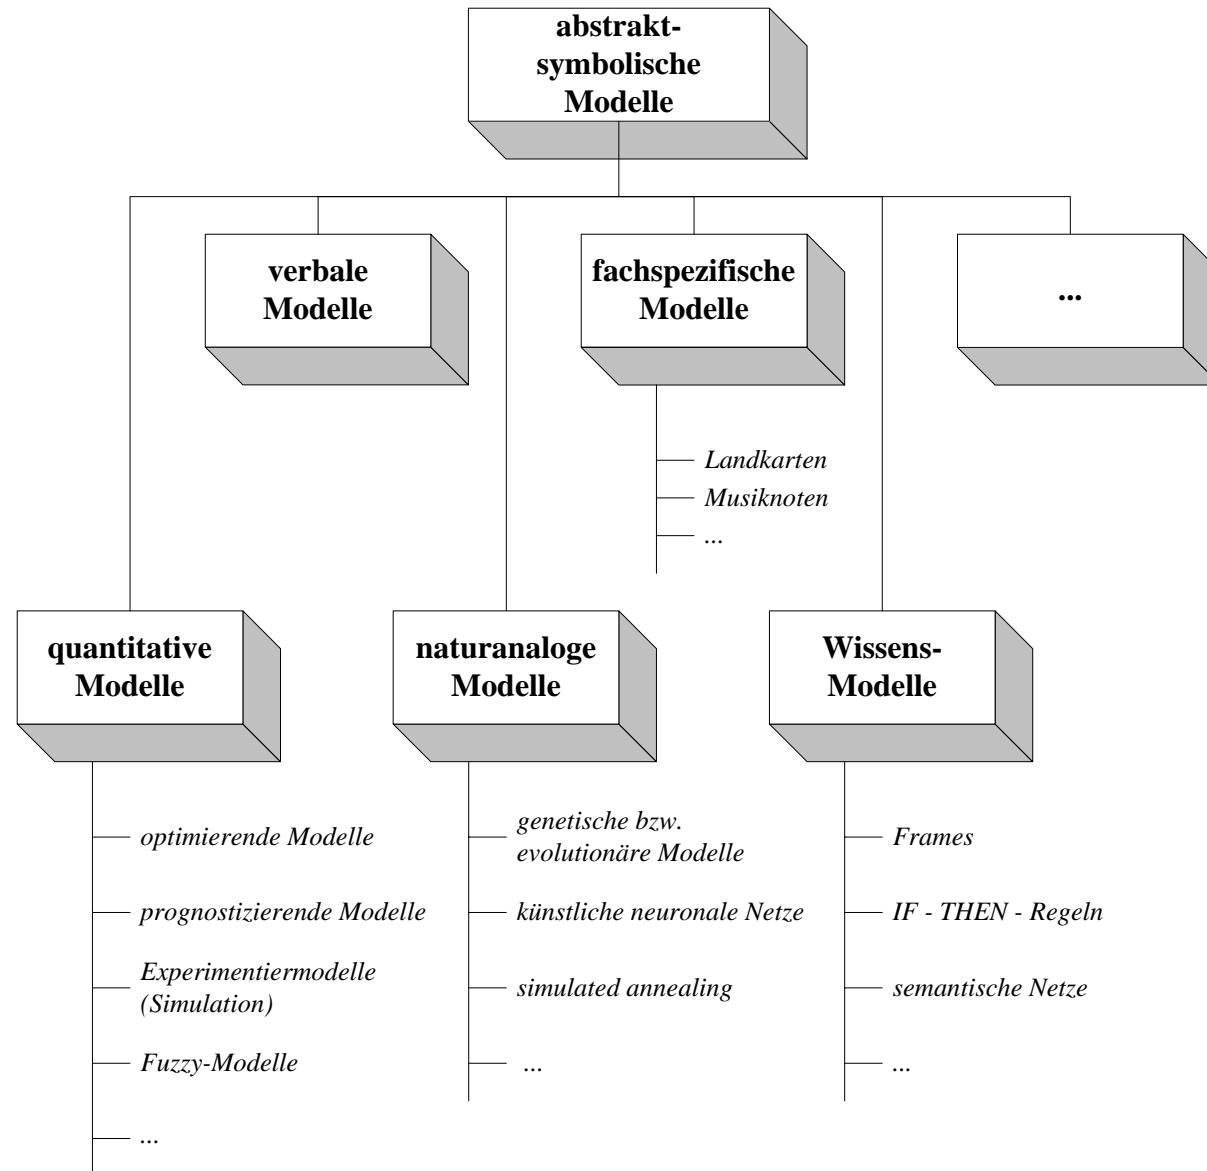 abstrakt-
symbolische
Modelle
verbale
Modelle
fachspezifische
Modelle
...
Landkarten
Musiknoten
...
quantitative
Modelle
naturanaloge
Modelle
Wissens-
Modelle
optimierende Modelle
prognostizierende Modelle
Experimentiermodelle
(Simulation)
Fuzzy-Modelle
...
genetische bzw.
evolutionäre Modelle
künstliche neuronale Netze
simulated annealing
...
Frames
IF - THEN - Regeln
semantische Netze
...